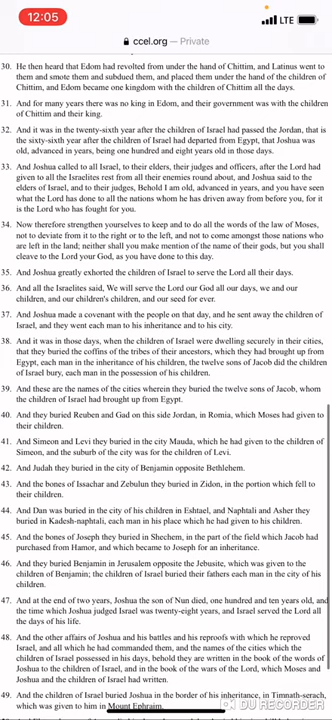 12:05
LTE
ccel.org — Private
30. He then heard that Edom had revolted from under the hand of Chittim, and Latinus went to
them and smote them and subdued them, and placed them under the hand of the children of
Chittim, and Edom became one kingdom with the children of Chittim all the days.
31. And for many years there was no king in Edom, and their government was with the children
of Chittim and their king.
32. And it was in the twenty-sixth year after the children of Israel had passed the Jordan, that is
the sixty-sixth year after the children of Israel had departed from Egypt, that Joshua was
old, advanced in years, being one hundred and eight years old in those days.
33. And Joshua called to all Israel, to their elders, their judges and officers, after the Lord had
given to all the Israelites rest from all their enemies round about, and Joshua said to the
elders of Israel, and to their judges, Behold I am old, advanced in years, and you have seen
what the Lord has done to all the nations whom he has driven away from before you, for it
is the Lord who has fought for you.
34. Now therefore strengthen yourselves to keep and to do all the words of the law of Moses,
not to deviate from it to the right or to the left, and not to come amongst those nations who
are left in the land; neither shall you make mention of the name of their gods, but you shall
cleave to the Lord your God, as you have done to this day.
35. And Joshua greatly exhorted the children of Israel to serve the Lord all their days.
36. And all the Israelites said, We will serve the Lord our God all our days, we and our
children, and our children's children, and our seed for ever.
37. And Joshua made a covenant with the people on that day, and he sent away the children of
Israel, and they went each man to his inheritance and to his city.
38. And it was in those days, when the children of Israel were dwelling securely in their cities,
that they buried the coffins of the tribes of their ancestors, which they had brought up from
Egypt, each man in the inheritance of his children, the twelve sons of Jacob did the children
of Israel bury, each man in the possession of his children.
39. And these are the names of the cities wherein they buried the twelve sons of Jacob, whom
the children of Israel had brought up from Egypt.
40. And they buried Reuben and Gad on this side Jordan, in Romia, which Moses had given to
their children.
41. And Simeon and Levi they buried in the city Mauda, which he had given to the children of
Simeon, and the suburb of the city was for the children of Levi.
42. And Judah they buried in the city of Benjamin opposite Bethlehem.
43. And the bones of Issachar and Zebulun they buried in Zidon, in the portion which fell to
their children.
44. And Dan was buried in the city of his children in Eshtael, and Naphtali and Asher they
buried in Kadesh-naphtali, each man in his place which he had given to his children.
45. And the bones of Joseph they buried in Shechem, in the part of the field which Jacob had
purchased from Hamor, and which became to Joseph for an inheritance.
46. And they buried Benjamin in Jerusalem opposite the Jebusite, which was given to the
children of Benjamin; the children of Israel buried their fathers each man in the city of his
children.
47. And at the end of two years, Joshua the son of Nun died, one hundred and ten years old, and
the time which Joshua judged Israel was twenty-eight years, and Israel served the Lord all
the days of his life.
48. And the other affairs of Joshua and his battles and his reproofs with which he reproved
Israel, and all which he had commanded them, and the names of the cities which the
children of Israel possessed in his days, behold they are written in the book of the words of
Joshua to the children of Israel, and in the book of the wars of the Lord, which Moses and
Joshua and the children of Israel had written.
49. And the children of Israel buried Joshua in the border of his inheritance, in Timnath-serach,
which was given to him in Mount Ephraim.
DU RECORDER